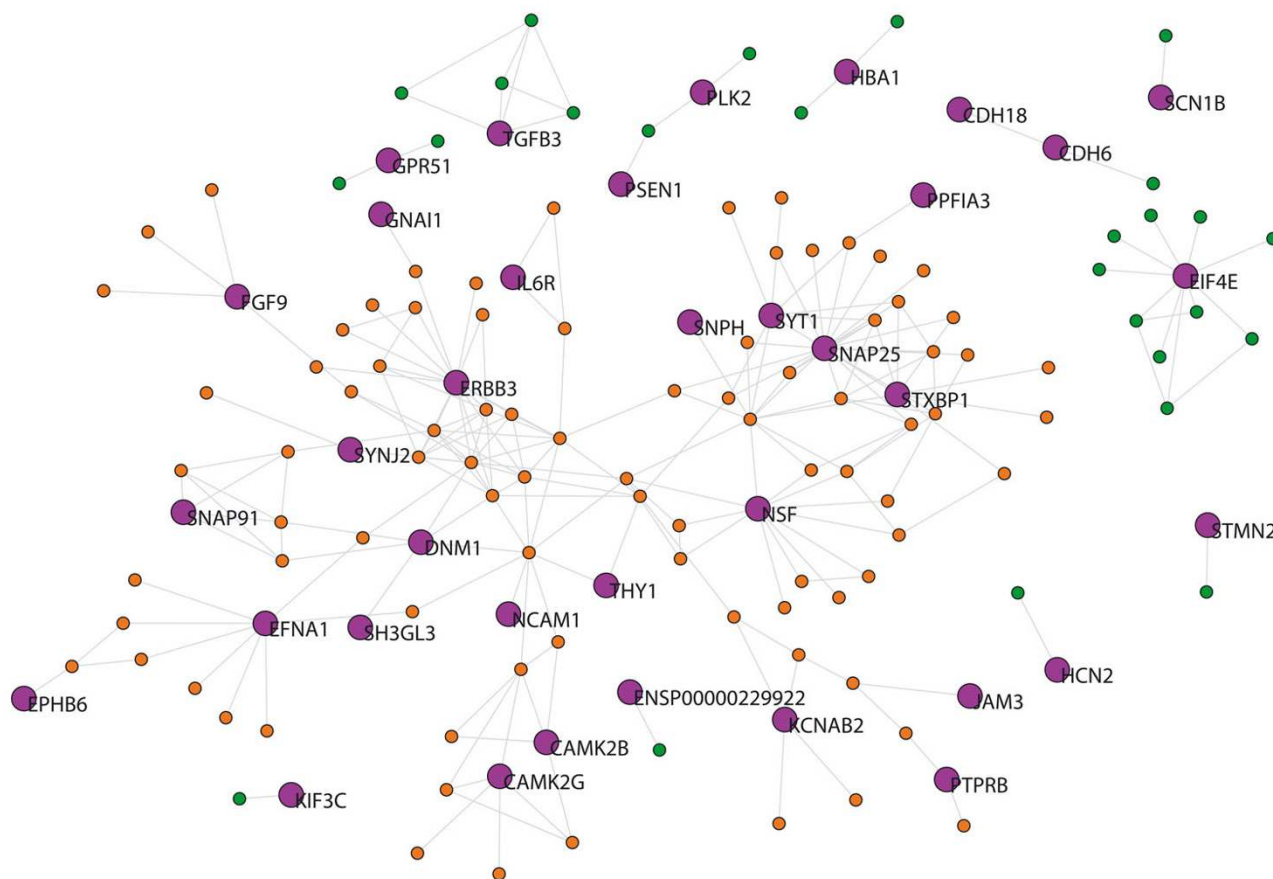 HBA1
PLK2
SCN1B
CDH18
TGFB3
CDH6
GPR51
PSEN1
PPFIA3
GNAI1
IL6R
EIF4E
FGF9
SNPH
SYT1
SNAP25
ERBB3
STXBP1
SYNJ2
SNAP91
NSF
STMN2
DNM1
THY1
NCAM1
EFNA1
SH3GL3
HCN2
EPHB6
ENSP00000229922
JAM3
KCNAB2
CAMK2B
CAMK2G
PTPRB
KIF3C